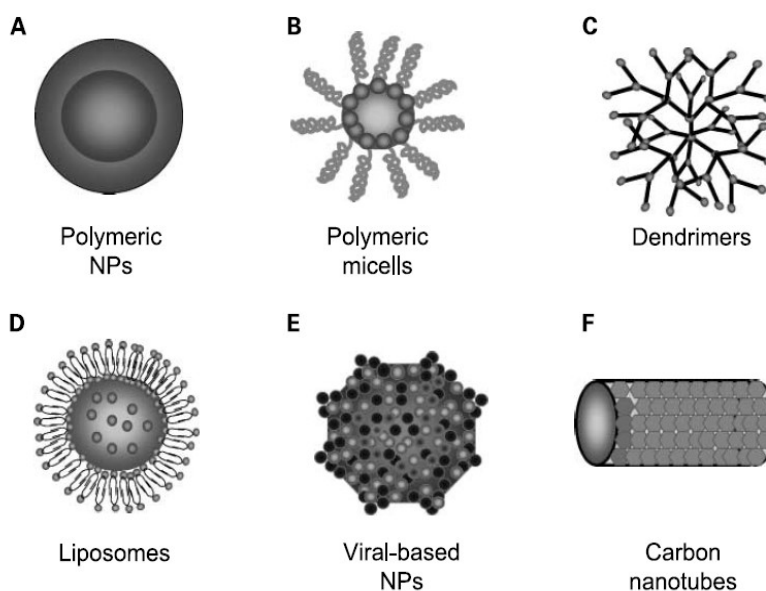 A
B
C
Polymeric
NPs
Polymeric
micells
Dendrimers
D
E
F
Liposomes
Viral-based
NPs
Carbon
nanotubes